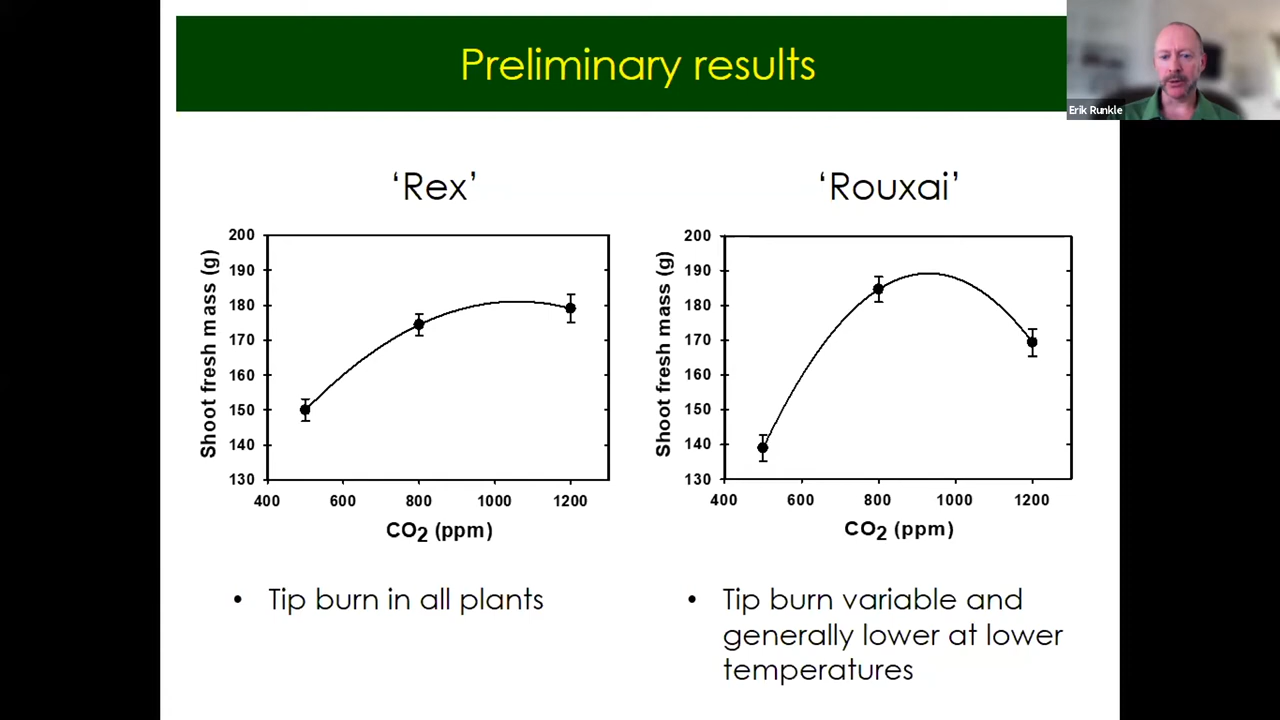 Preliminary results
Erik Runkle
‘Rex’
200
190
180
170
160
150
140
130
Shoot fresh mass (g)
400 600 800 1000 1200
CO2 (ppm)
• Tip burn in all plants
‘Rouxai’
200
190
180
170
160
150
140
130
Shoot fresh mass (g)
400 600 800 1000 1200
CO2 (ppm)
• Tip burn variable and
generally lower at lower
temperatures